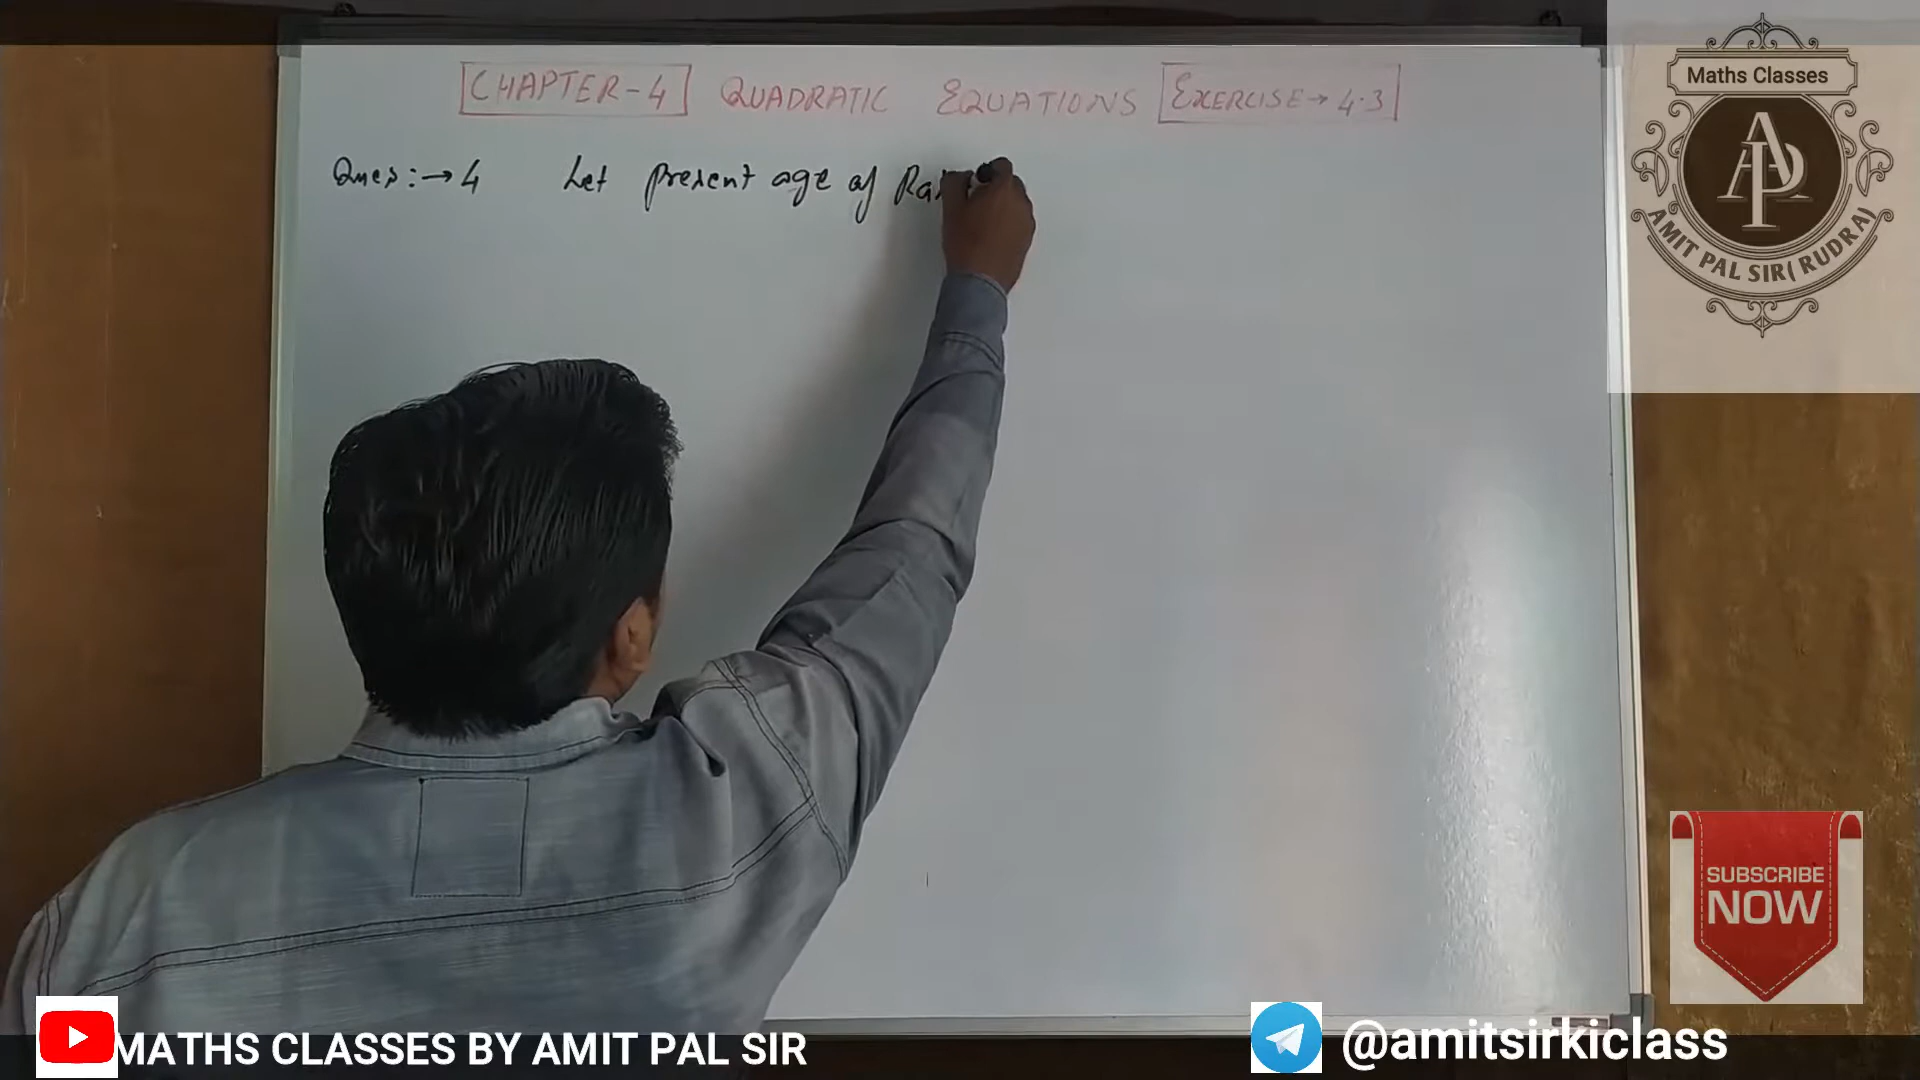 CHAPTER-4 QUADRATIC EQUATIONS EXERCISE→ 4.3
Ques:→4 Let present age of
Maths Classes
AP
AMIT PAL SIR( RUDRA)
SUBSCRIBE
NOW
MATHS CLASSES BY AMIT PAL SIR
@amitsirkiclass